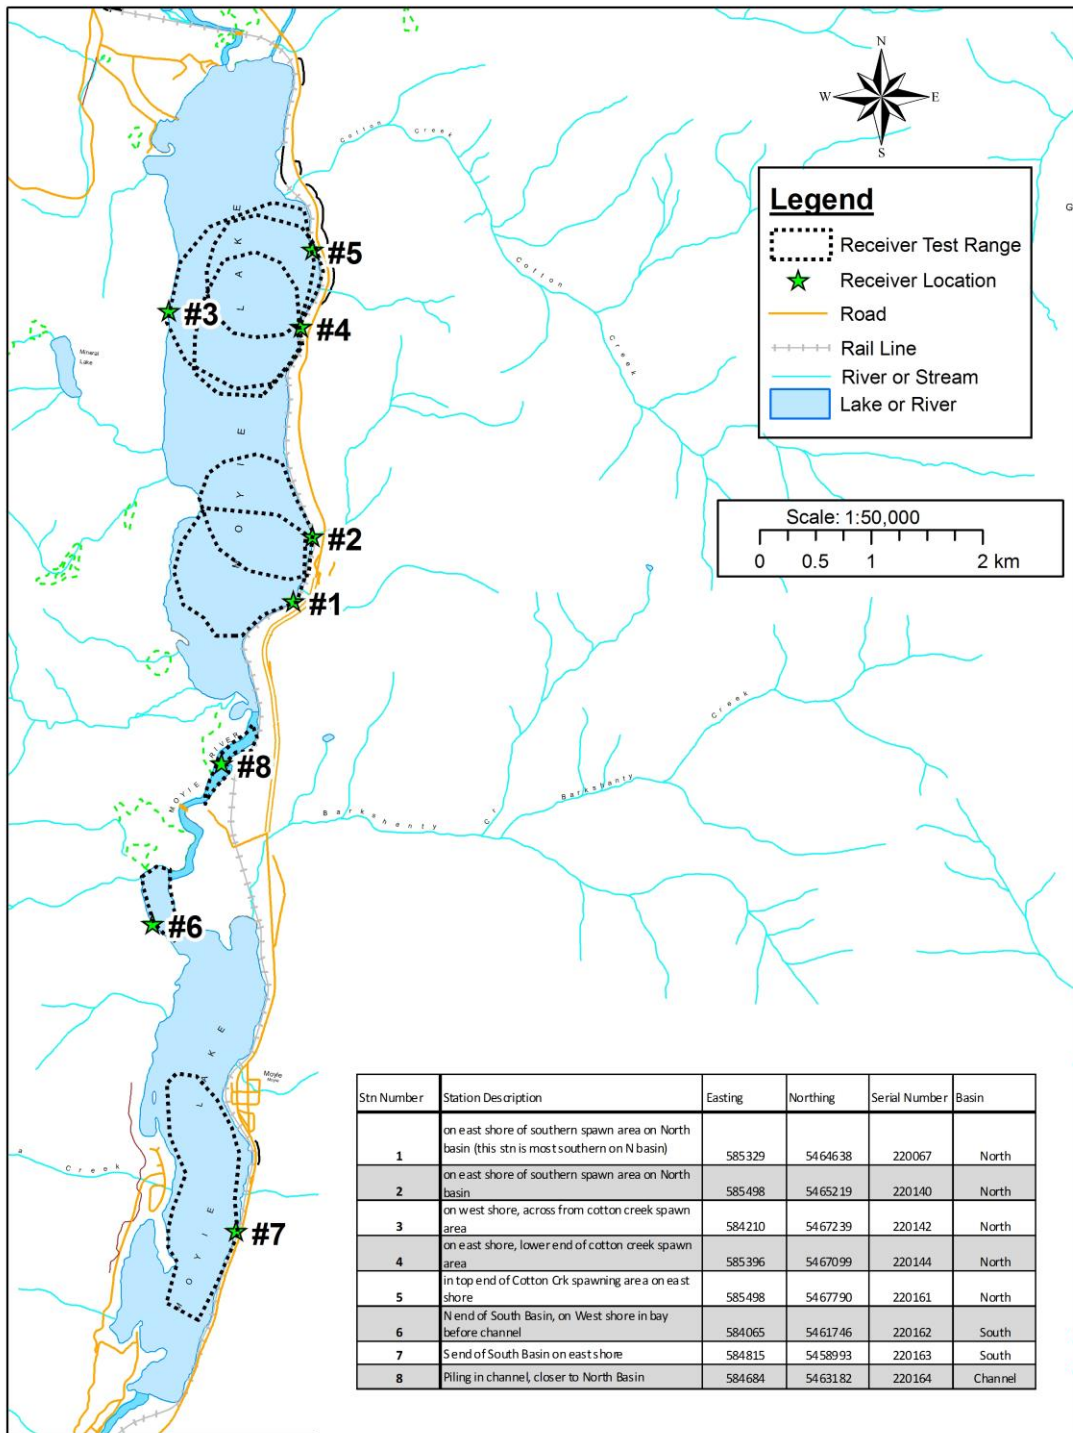 N
W E
S
Legend
Receiver Test Range
Receiver Location
Road
Rail Line
River or Stream
Lake or River
Scale: 1:50,000
0 0.5 1 2 km
Cotton Creek
G
Cotton Creek
#5
#3
#4
Mineral
Lake
MOYIE LAKE
#2
#1
Creek
MOYIE RIVER
#8
Barkshanty Cr
Barkshanty
#6
MOYIE LAKE
Moyie
a Creek
#7
Stn Number Station Description Easting Northing Serial Number Basin
on east shore of southern spawn area on North
1 basin (this stn is most southern on N basin) 585329 5464638 220067 North
on east shore of southern spawn area on North
2 basin 585498 5465219 220140 North
on west shore, across from cotton creek spawn
3 area 584210 5467239 220142 North
on east shore, lower end of cotton creek spawn
4 area 585396 5467099 220144 North
in top end of Cotton Crk spawning area on east
5 shore 585498 5467790 220161 North
N end of South Basin, on West shore in bay
6 before channel 584065 5461746 220162 South
7 S end of South Basin on east shore 584815 5458993 220163 South
8 Piling in channel, closer to North Basin 584684 5463182 220164 Channel